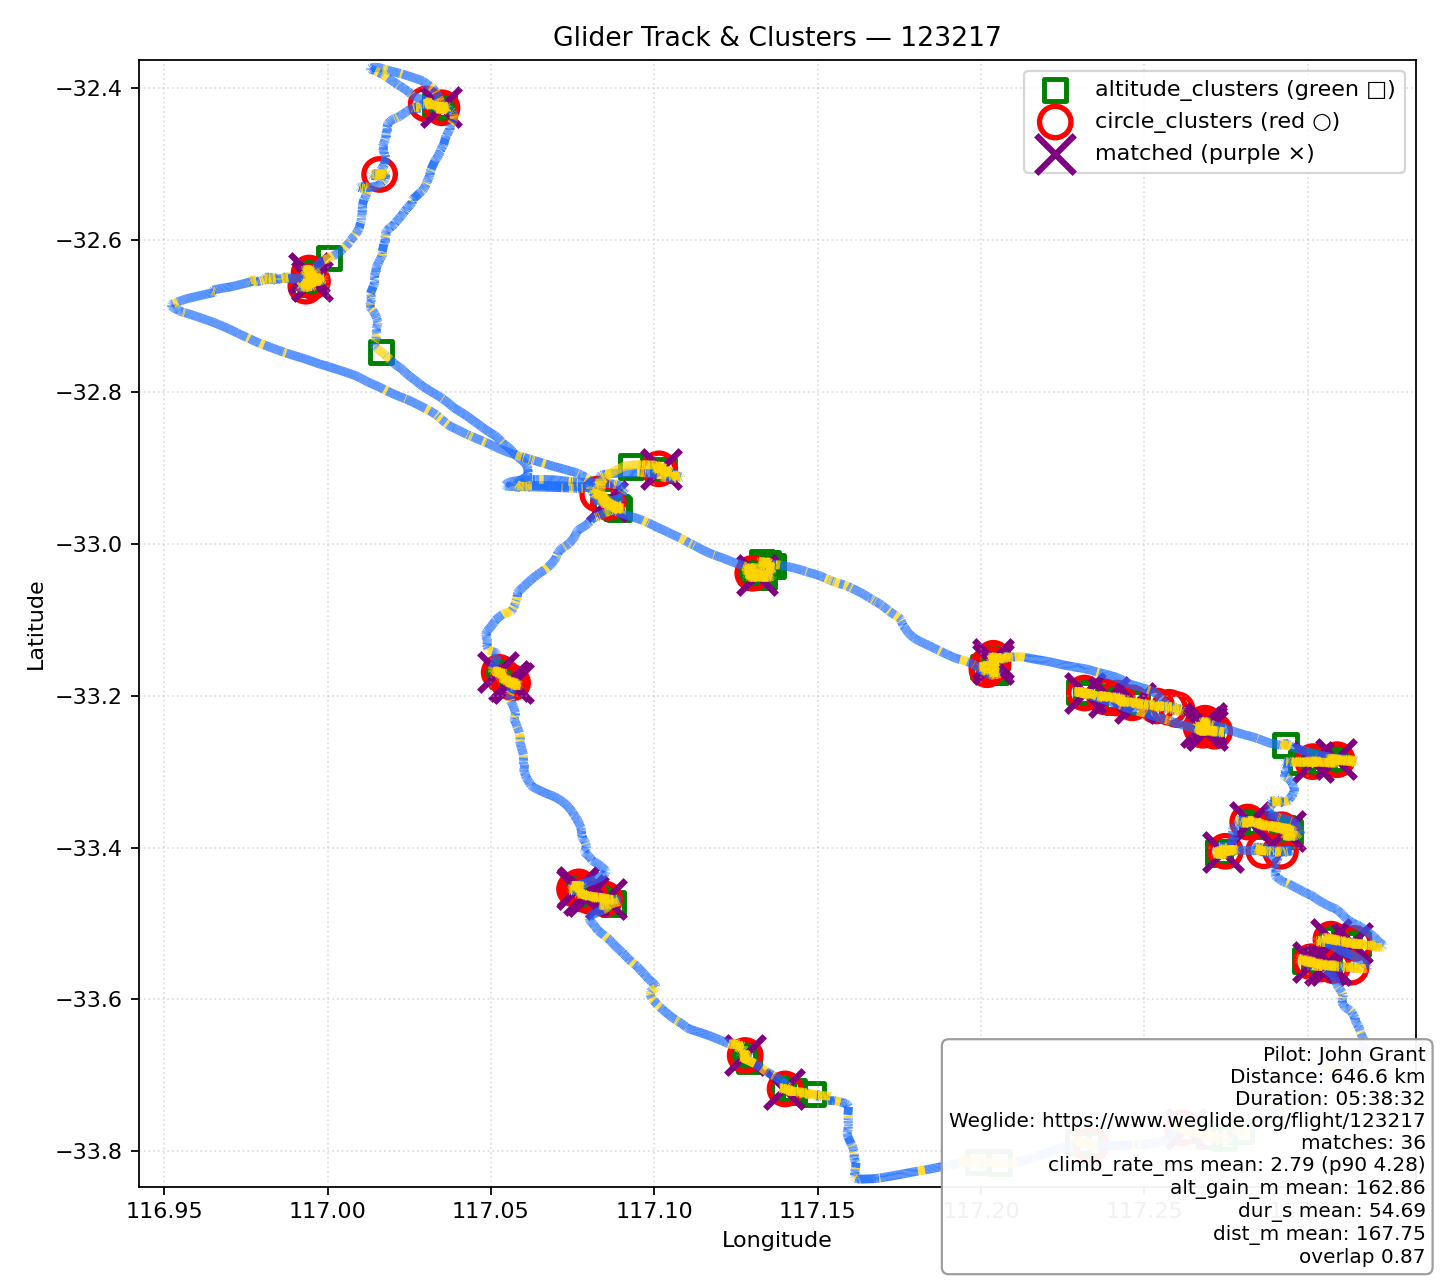 Glider Track & Clusters — 123217
altitude_clusters (green □)
circle_clusters (red ○)
matched (purple ×)
Latitude
−32.4
−32.6
−32.8
−33.0
−33.2
−33.4
−33.6
−33.8
116.95
117.00
117.05
117.10
117.15
117.20
117.25
Longitude
Pilot: John Grant
Distance: 646.6 km
Duration: 05:38:32
Weglide: https://www.weglide.org/flight/123217
matches: 36
climb_rate_ms mean: 2.79 (p90 4.28)
alt_gain_m mean: 162.86
dur_s mean: 54.69
dist_m mean: 167.75
overlap 0.87